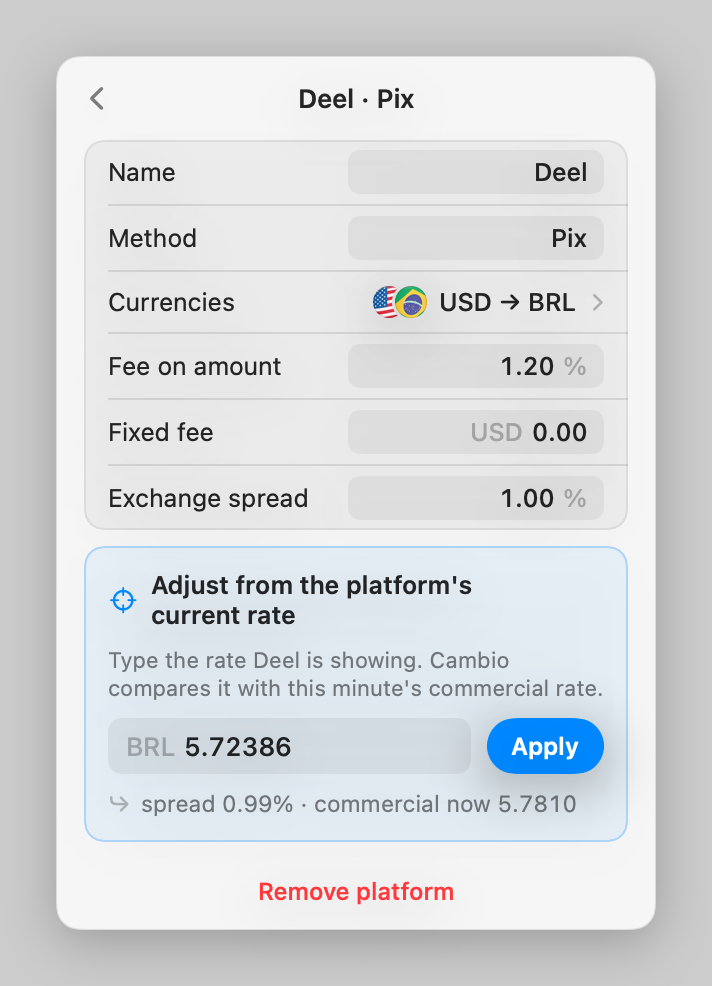 Deel · Pix
Name Deel
Method Pix
Currencies USD → BRL
Fee on amount 1.20 %
Fixed fee USD 0.00
Exchange spread 1.00 %
Adjust from the platform's
current rate
Type the rate Deel is showing. Cambio
compares it with this minute's commercial rate.
BRL 5.72386 Apply
spread 0.99% · commercial now 5.7810
Remove platform